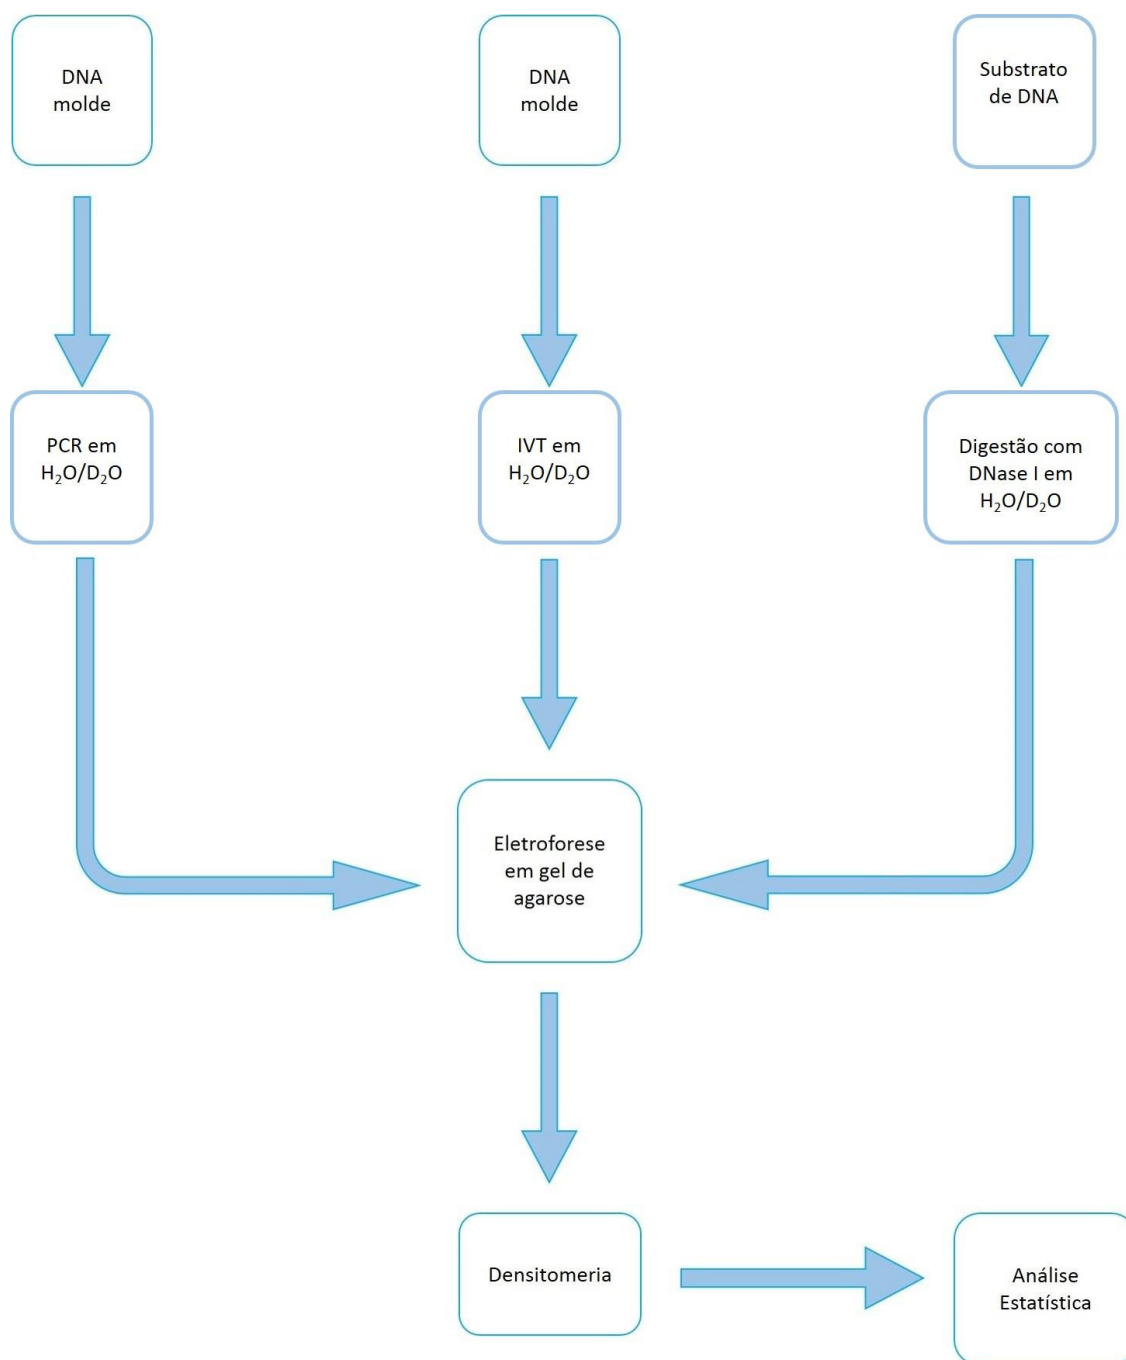 DNA
molde
DNA
molde
Substrato
de DNA
PCR em
H₂O/D₂O
IVT em
H₂O/D₂O
Digestão com
DNase I em
H₂O/D₂O
Eletroforese
em gel de
agarose
Densitomeria
Análise
Estatística